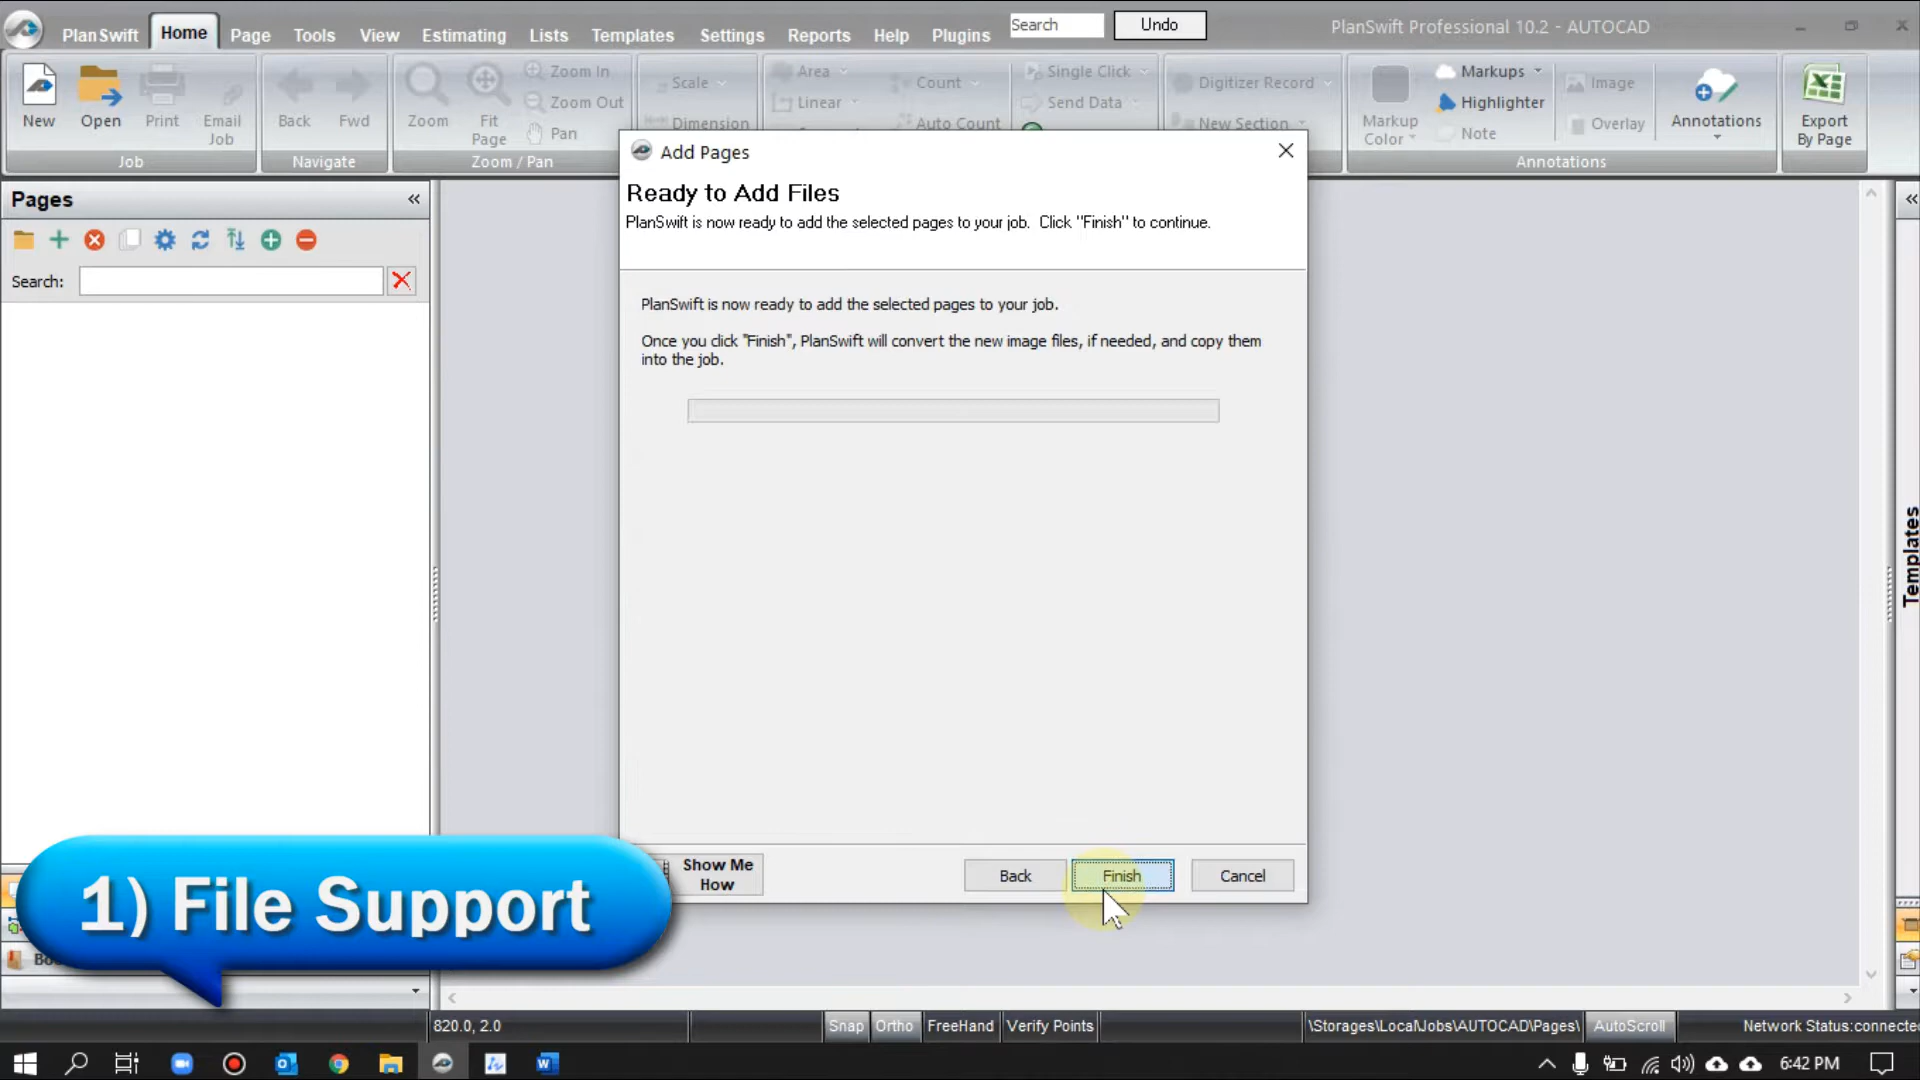 PlanSwift Home Page Tools View Estimating Lists Templates Settings Reports Help Plugins Search Undo PlanSwift Professional 10.2 - AUTOCAD
New Open Print Email Job Back Fwd Zoom Fit Page Zoom In Zoom Out Pan
Scale Dimension Area Linear Count Auto Count Single Click Send Data Digitizer Record New Section
Markup Color Markups Highlighter Note Image Overlay Annotations Export By Page
Job Navigate Zoom / Pan Annotations
Pages
Search:
Add Pages
Ready to Add Files
PlanSwift is now ready to add the selected pages to your job. Click "Finish" to continue.
PlanSwift is now ready to add the selected pages to your job.
Once you click "Finish", PlanSwift will convert the new image files, if needed, and copy them
into the job.
Show Me
How
Back Finish Cancel
Templates
1) File Support
820.0, 2.0 Snap Ortho FreeHand Verify Points \Storages\Local\Jobs\AUTOCAD\Pages\ AutoScroll Network Status:connected
6:42 PM